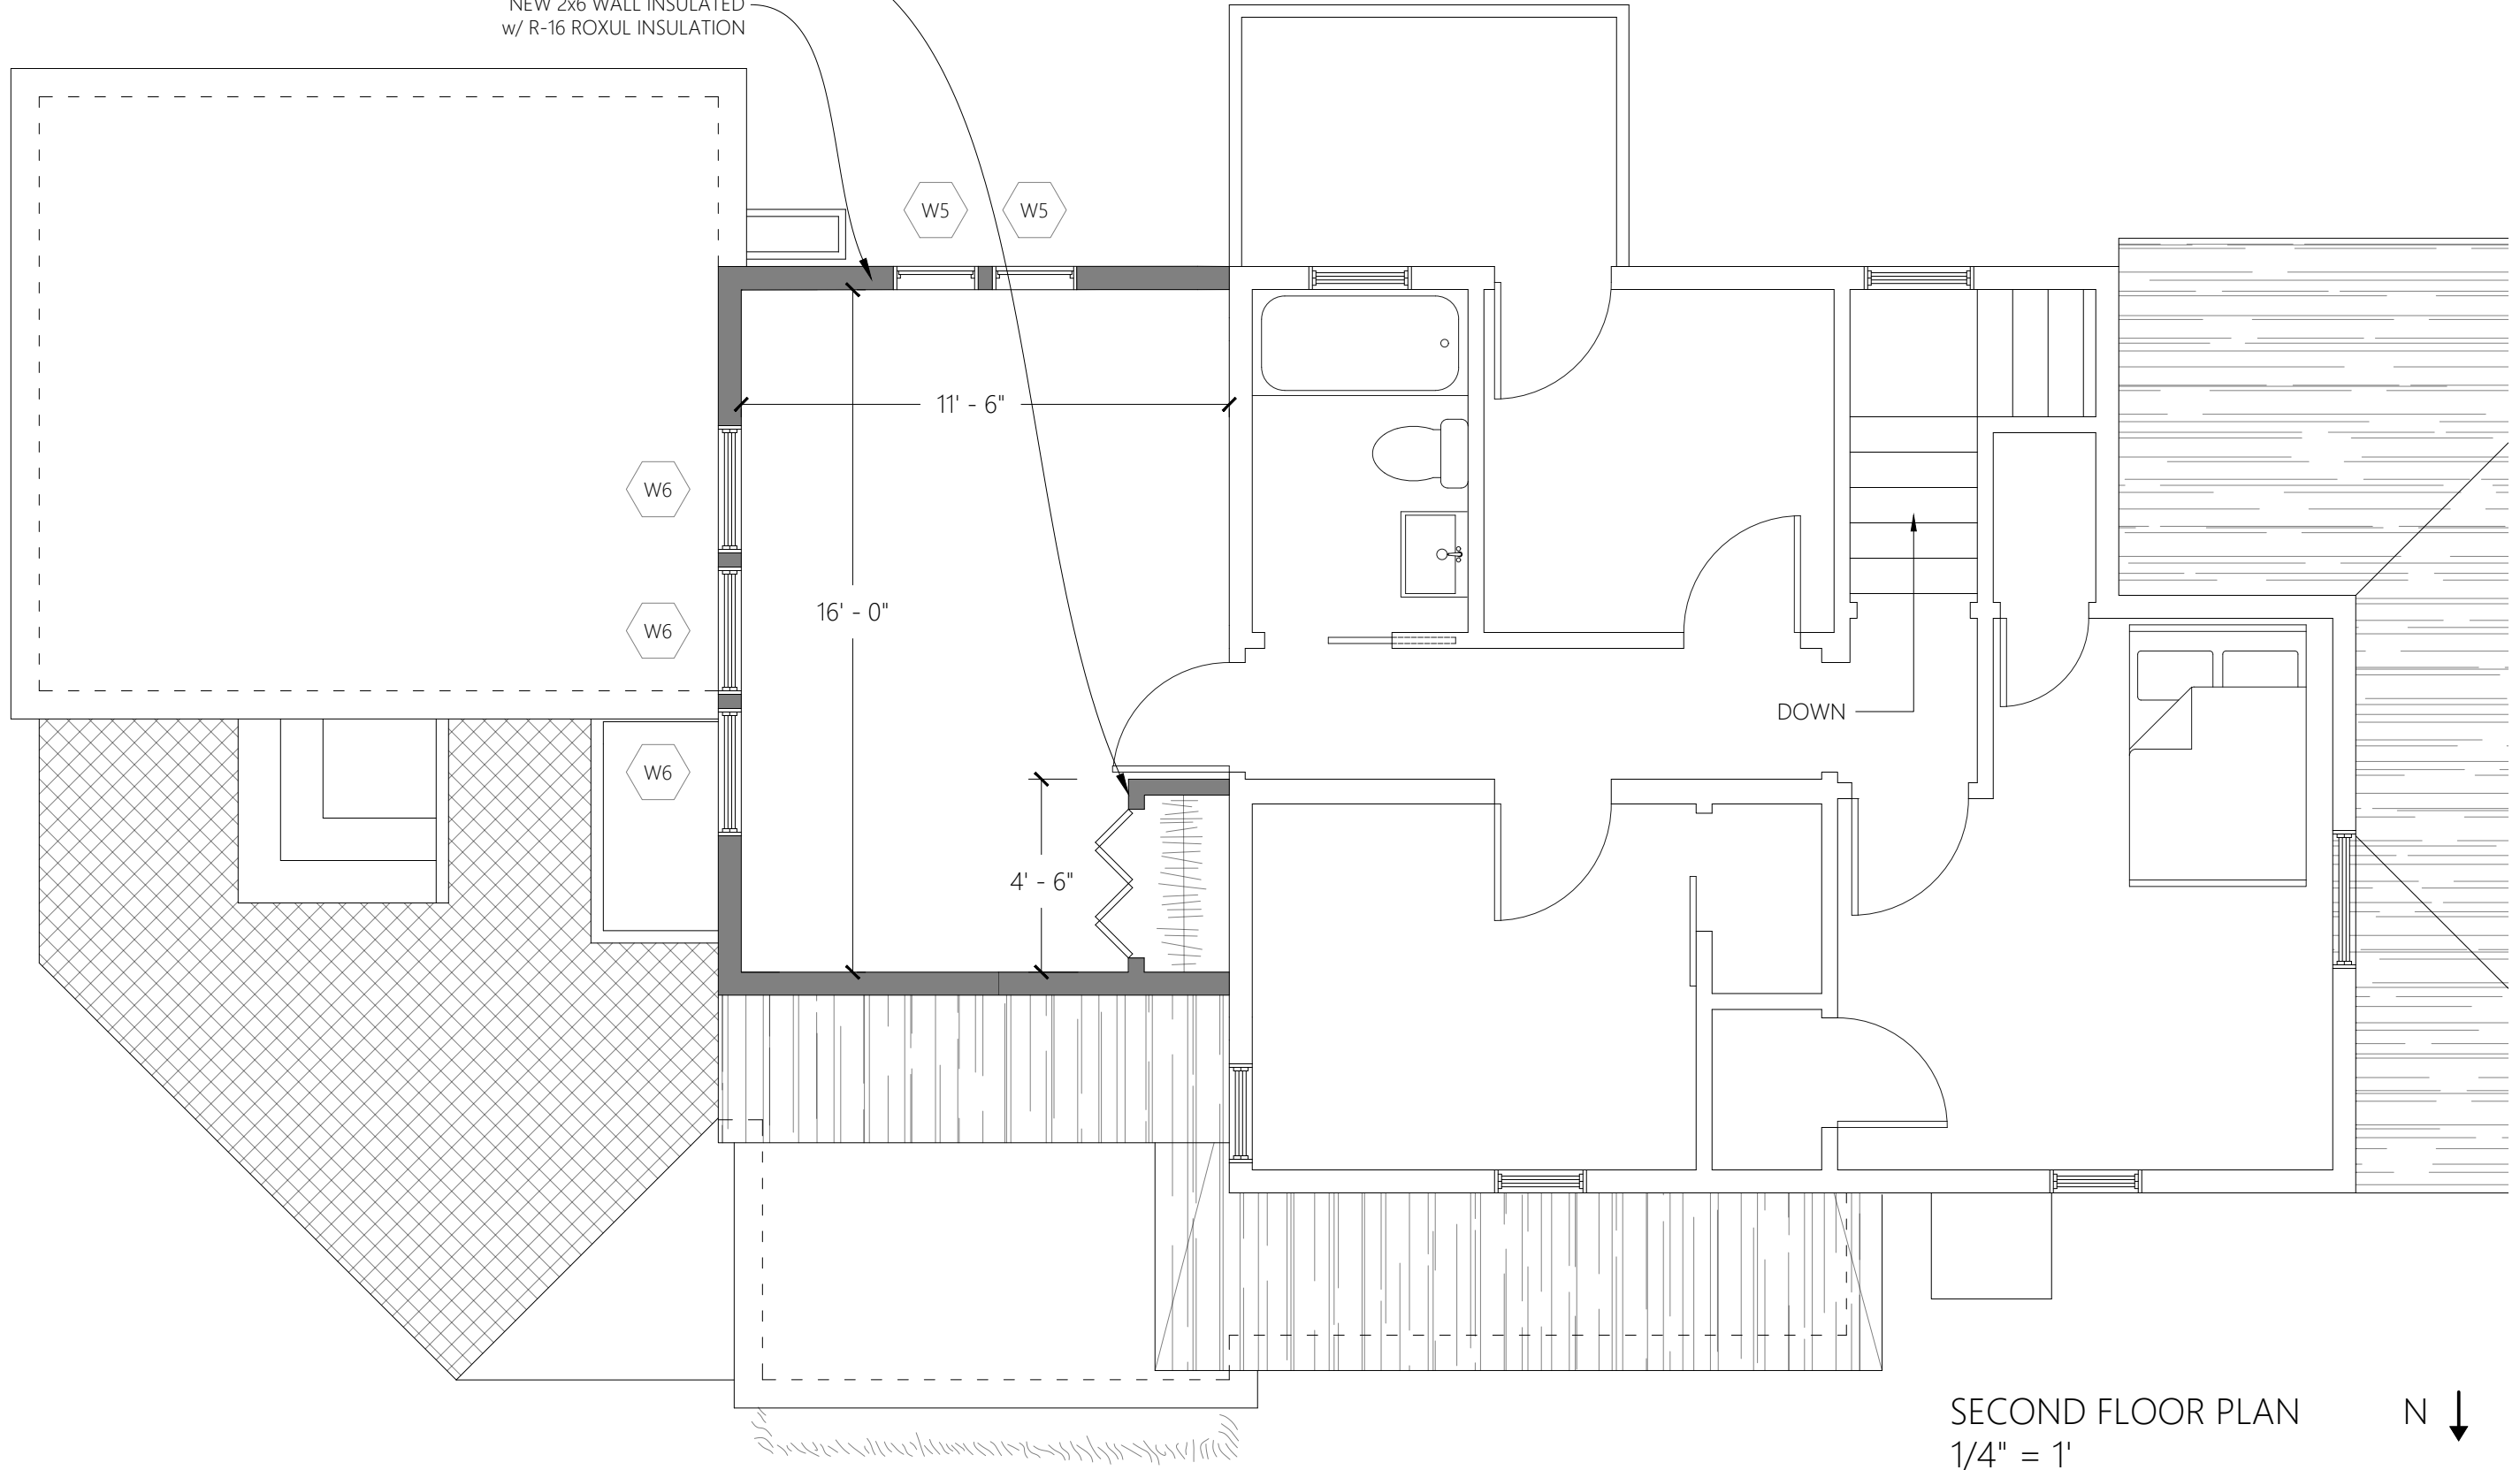 NEW 2x6 WALL INSULATED
w/ R-16 ROXUL INSULATION
W5
W5
11' - 6"
W6
16' - 0"
W6
DOWN
W6
4' - 6"
SECOND FLOOR PLAN
N
1/4" = 1'